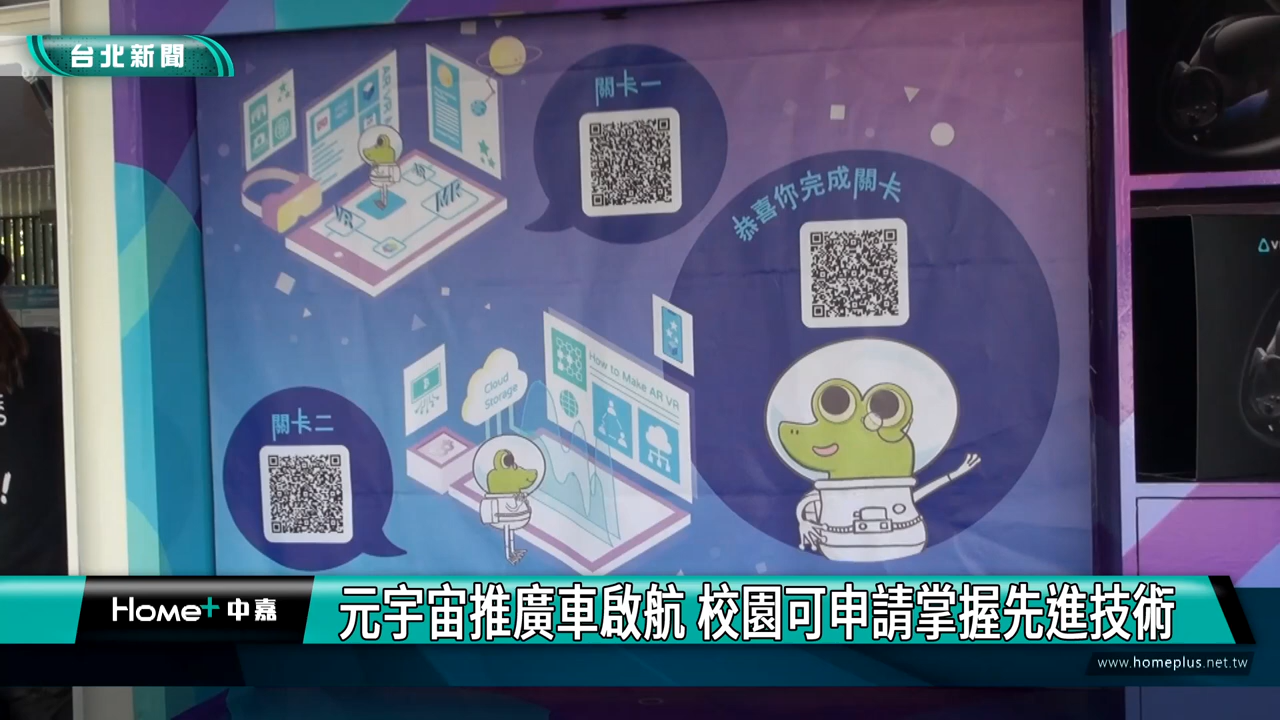 台北新聞
關卡一
AR VR
VR
MR
恭喜你完成關卡
How to Make AR VR
Cloud
Storage
關卡二
Home+中嘉
元宇宙推廣車啟航 校園可申請掌握先進技術
www.homeplus.net.tw